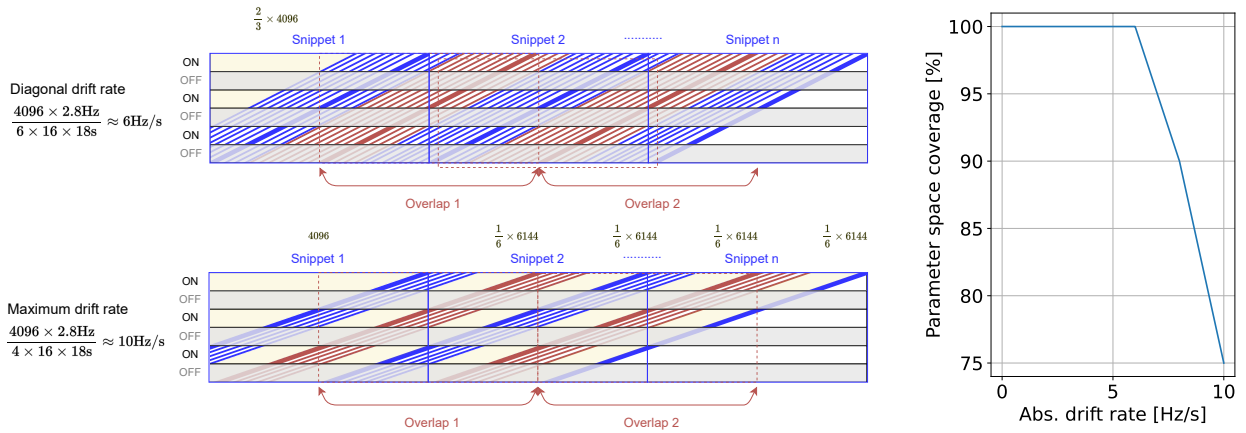 2/3 × 4096
Snippet 1
Snippet 2
Snippet n
ON
OFF
ON
OFF
ON
OFF
Diagonal drift rate
4096 × 2.8Hz / 6 × 16 × 18s ≈ 6Hz/s
Overlap 1
Overlap 2
4096
1/6 × 6144
1/6 × 6144
1/6 × 6144
1/6 × 6144
Snippet 1
Snippet 2
Snippet n
ON
OFF
ON
OFF
ON
OFF
Maximum drift rate
4096 × 2.8Hz / 4 × 16 × 18s ≈ 10Hz/s
Overlap 1
Overlap 2
Parameter space coverage [%]
100
95
90
85
80
75
0
5
10
Abs. drift rate [Hz/s]